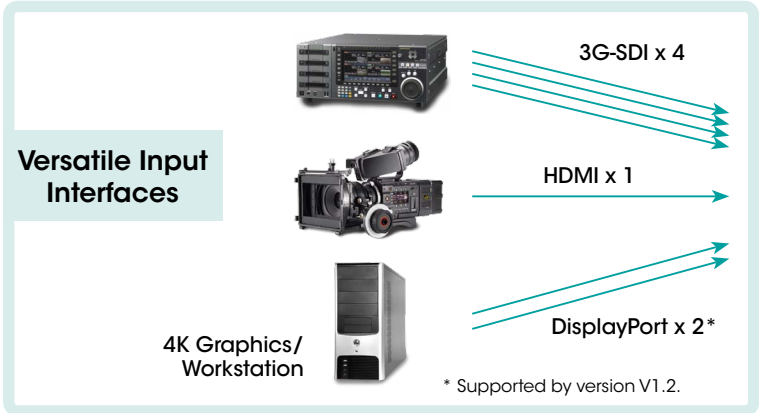 3G-SDI x 4
Versatile Input
Interfaces
HDMI x 1
4K Graphics/
Workstation
DisplayPort x 2*
* Supported by version V1.2.